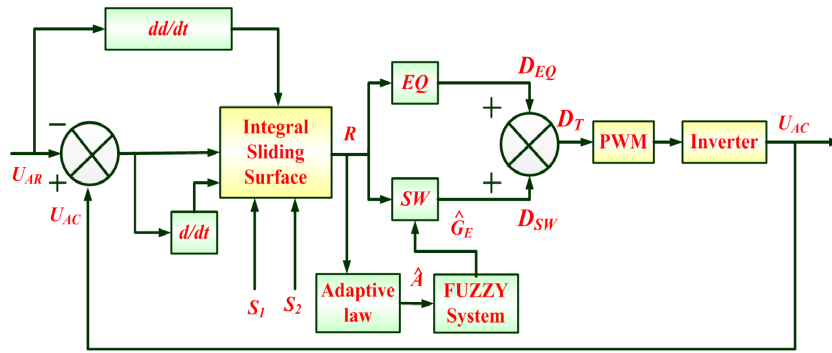 dd/dt
−
U_AR
+
U_AC
d/dt
Integral
Sliding
Surface
S_1
S_2
R
EQ
SW
Adaptive
law
Â
FUZZY
System
Ĝ_E
D_EQ
+
+
D_SW
D_T
PWM
Inverter
U_AC